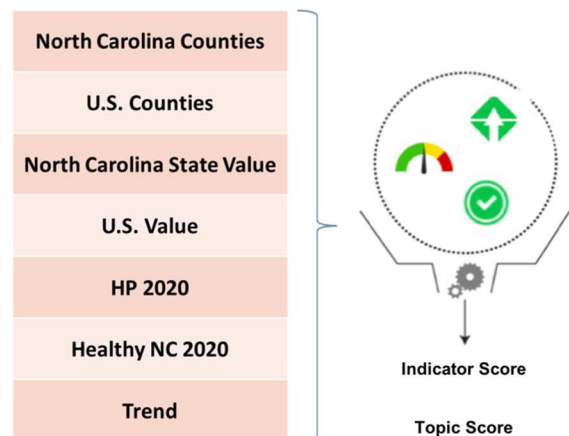 North Carolina Counties
U.S. Counties
North Carolina State Value
U.S. Value
HP 2020
Healthy NC 2020
Trend
Indicator Score
Topic Score